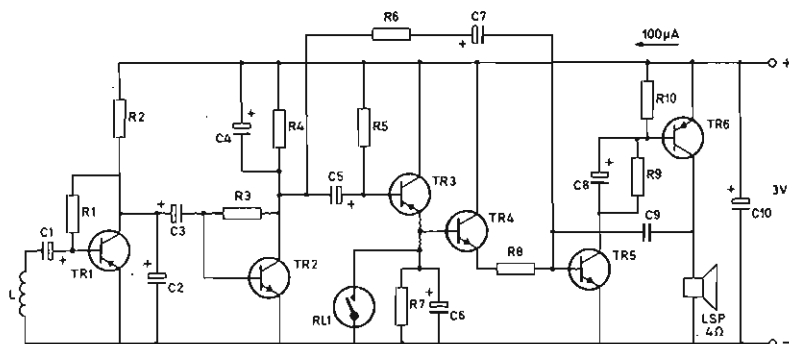 R6
C7
+
100µA
+
R2
C4
+
R4
R5
R10
TR6
C5
+
TR3
C8
+
R9
3V
R1
+
C3
R3
TR4
C9
+
C10
C1
+
TR1
TR2
R8
TR5
L
+
C2
RL1
R7
+
C6
LSP
4Ω
−